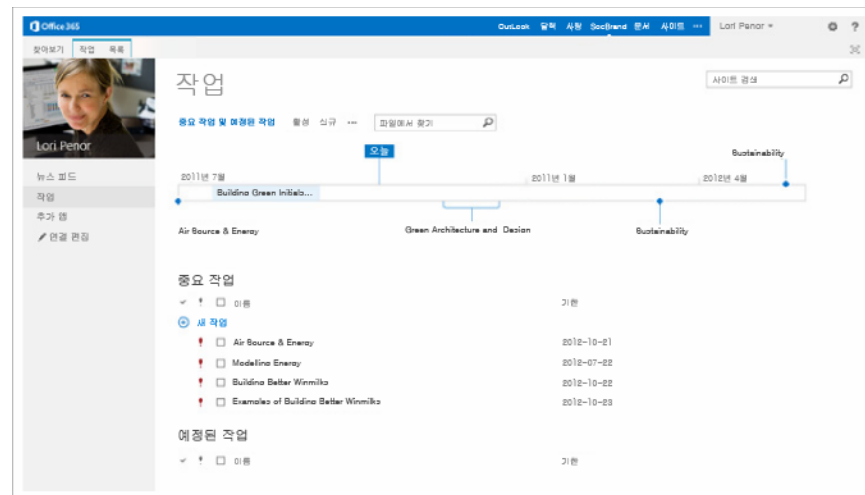 Office 365
OutLook 달력 사람 SocBrand 문서 사이트 ··· Lori Penor
찾아보기 작업 목록
작업
사이트 검색
중요 작업 및 예정된 작업 활성 신규 ··· 파일에서 찾기
Lori Penor
오늘
Sustainability
뉴스 피드
2011년 7월 2011년 1월 2012년 4월
작업
Building Green Initiab...
추가 앱
Air Source & Energy Green Architecture and Design Sustainability
연결 편집
중요 작업
이름 기한
새 작업
Air Source & Energy 2012-10-21
Modelling Energy 2012-07-22
Building Better Winmilks 2012-10-22
Examples of Building Better Winmilks 2012-10-23
예정된 작업
이름 기한